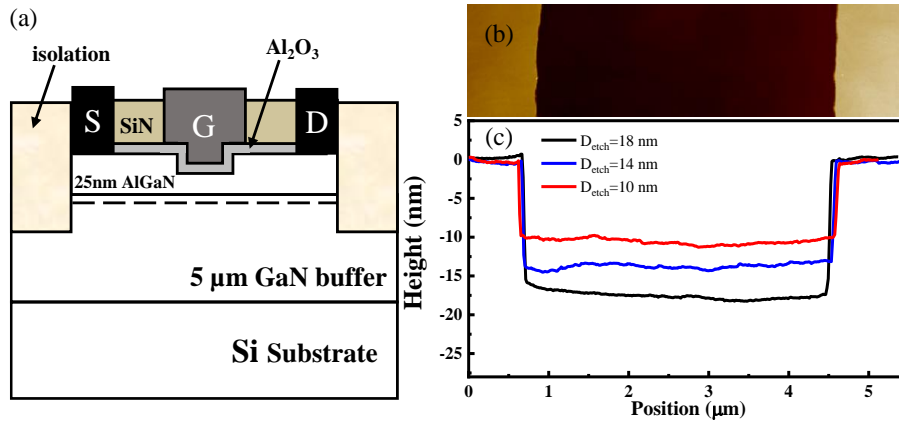 (a)
isolation
Al₂O₃
S
SiN
G
D
25nm AlGaN
5 μm GaN buffer
Si Substrate
(b)
(c)
D_etch=18 nm
D_etch=14 nm
D_etch=10 nm
Height (nm)
5
0
-5
-10
-15
-20
-25
0 1 2 3 4 5
Position (μm)